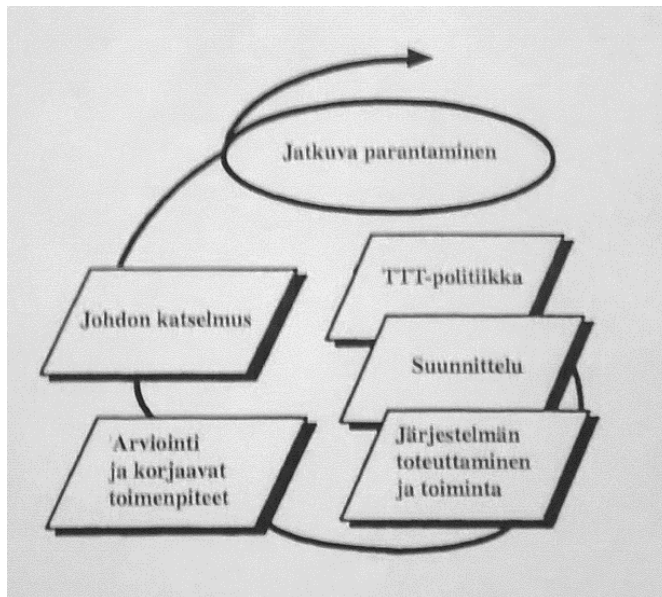 Jatkuva parantaminen
TTT-politiikka
Suunnittelu
Järjestelmän
toteuttaminen
ja toiminta
Arviointi
ja korjaavat
toimenpiteet
Johdon katselmus